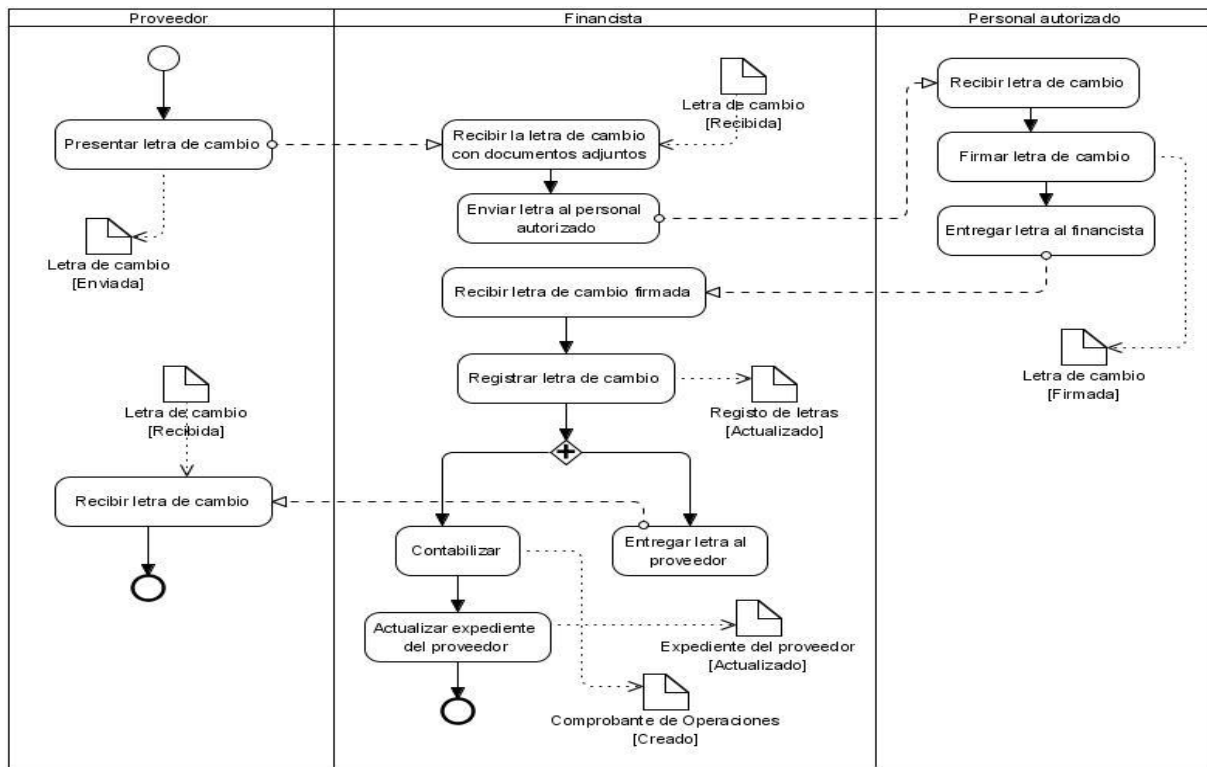 Proveedor
Financista
Personal autorizado
Letra de cambio
[Recibida]
Recibir letra de cambio
Presentar letra de cambio
Recibir la letra de cambio
con documentos adjuntos
Firmar letra de cambio
Enviar letra al personal
autorizado
Entregar letra al financista
Letra de cambio
[Enviada]
Recibir letra de cambio firmada
Letra de cambio
[Firmada]
Registrar letra de cambio
Registo de letras
[Actualizado]
Letra de cambio
[Recibida]
Recibir letra de cambio
Contabilizar
Entregar letra al
proveedor
Actualizar expediente
del proveedor
Expediente del proveedor
[Actualizado]
Comprobante de Operaciones
[Creado]